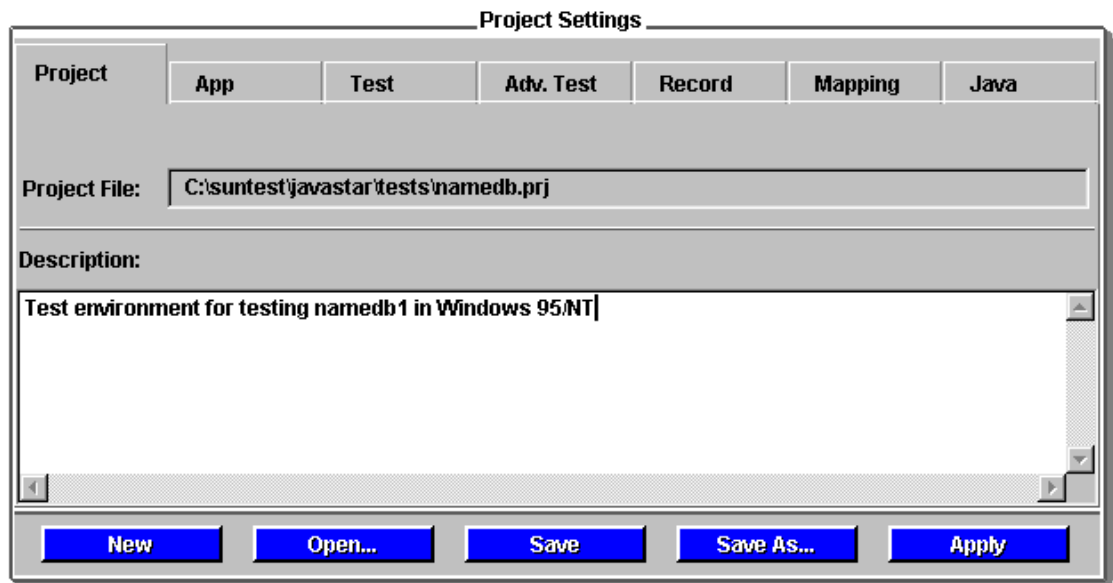 Project Settings
Project App Test Adv. Test Record Mapping Java
Project File: C:\suntest\javastar\tests\namedb.prj
Description:
Test environment for testing namedb1 in Windows 95/NT
New Open... Save Save As... Apply